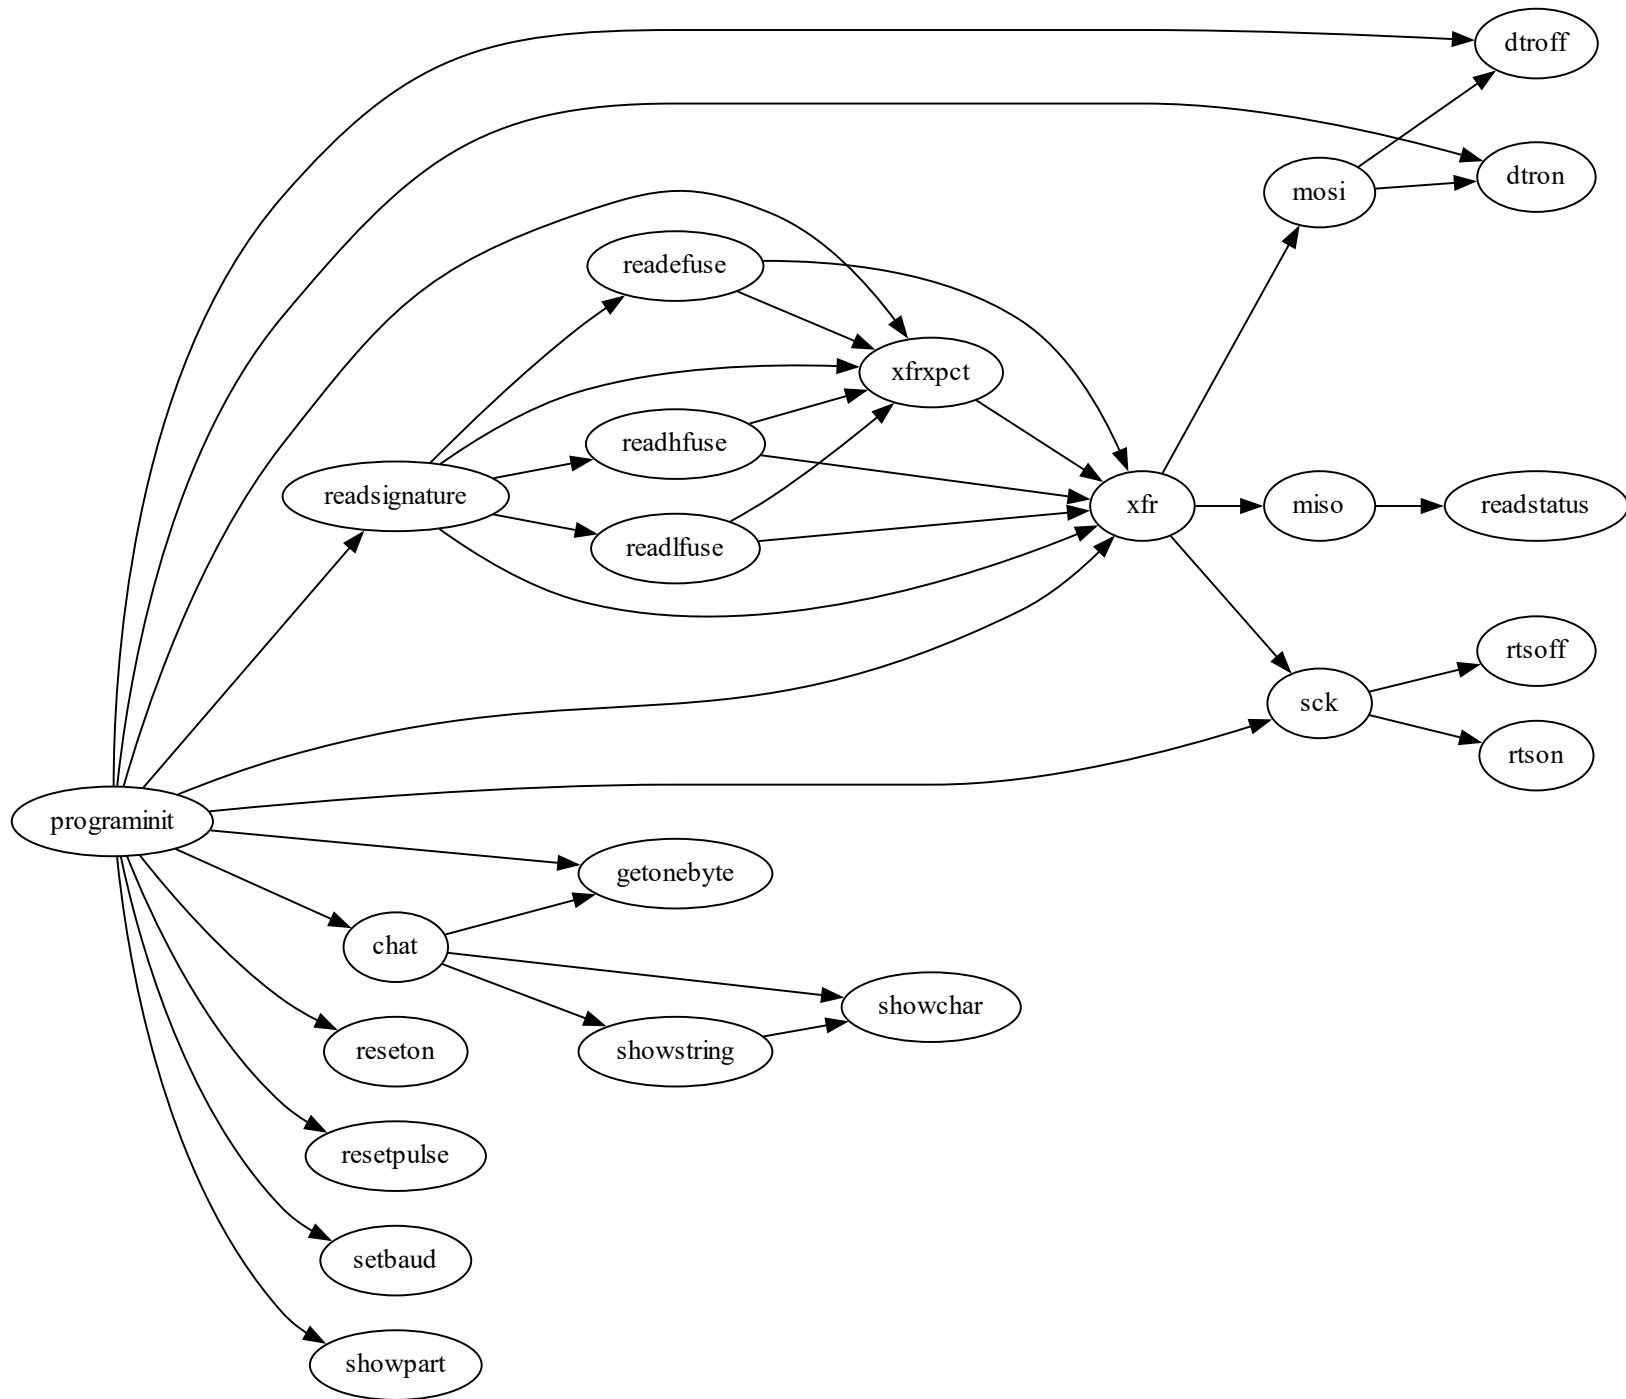 dtroff
dtron
mosi
readefuse
xfrxpct
readhfuse
readsignature
xfr
miso
readstatus
readlfuse
rtsoff
sck
rtson
programinit
getonebyte
chat
showchar
reseton
showstring
resetpulse
setbaud
showpart